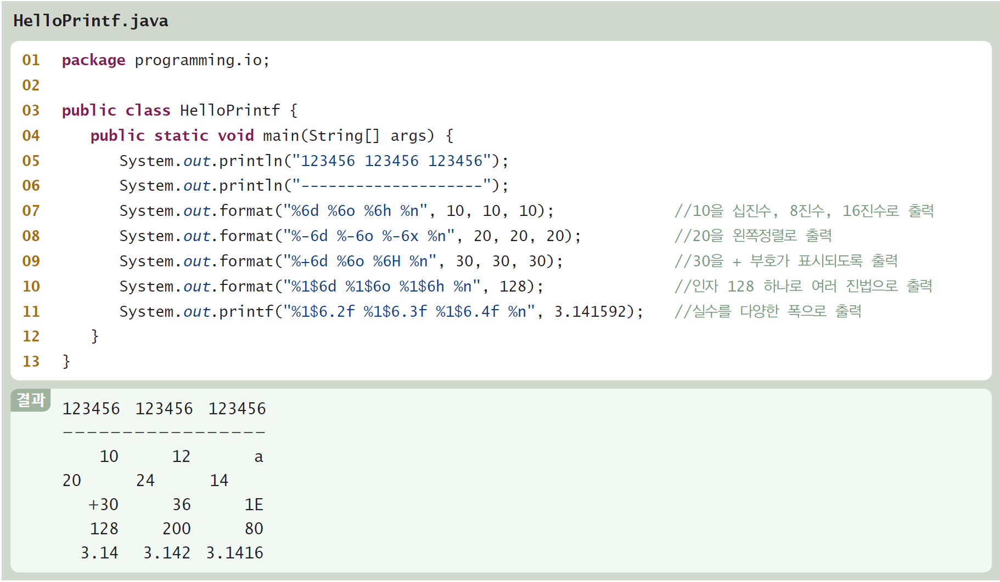 HelloPrintf.java
01 package programming.io;
02
03 public class HelloPrintf {
04    public static void main(String[] args) {
05       System.out.println("123456 123456 123456");
06       System.out.println("--------------------");
07       System.out.format("%6d %6o %6h %n", 10, 10, 10); //10을 십진수, 8진수, 16진수로 출력
08       System.out.format("%-6d %-6o %-6x %n", 20, 20, 20); //20을 왼쪽정렬로 출력
09       System.out.format("%+6d %6o %6H %n", 30, 30, 30); //30을 + 부호가 표시되도록 출력
10       System.out.format("%1$6d %1$6o %1$6h %n", 128); //인자 128 하나로 여러 진법으로 출력
11       System.out.printf("%1$6.2f %1$6.3f %1$6.4f %n", 3.141592); //실수를 다양한 폭으로 출력
12    }
13 }
결과
123456 123456 123456
-----------------
    10     12      a
20     24     14
   +30     36     1E
   128    200     80
  3.14  3.142 3.1416